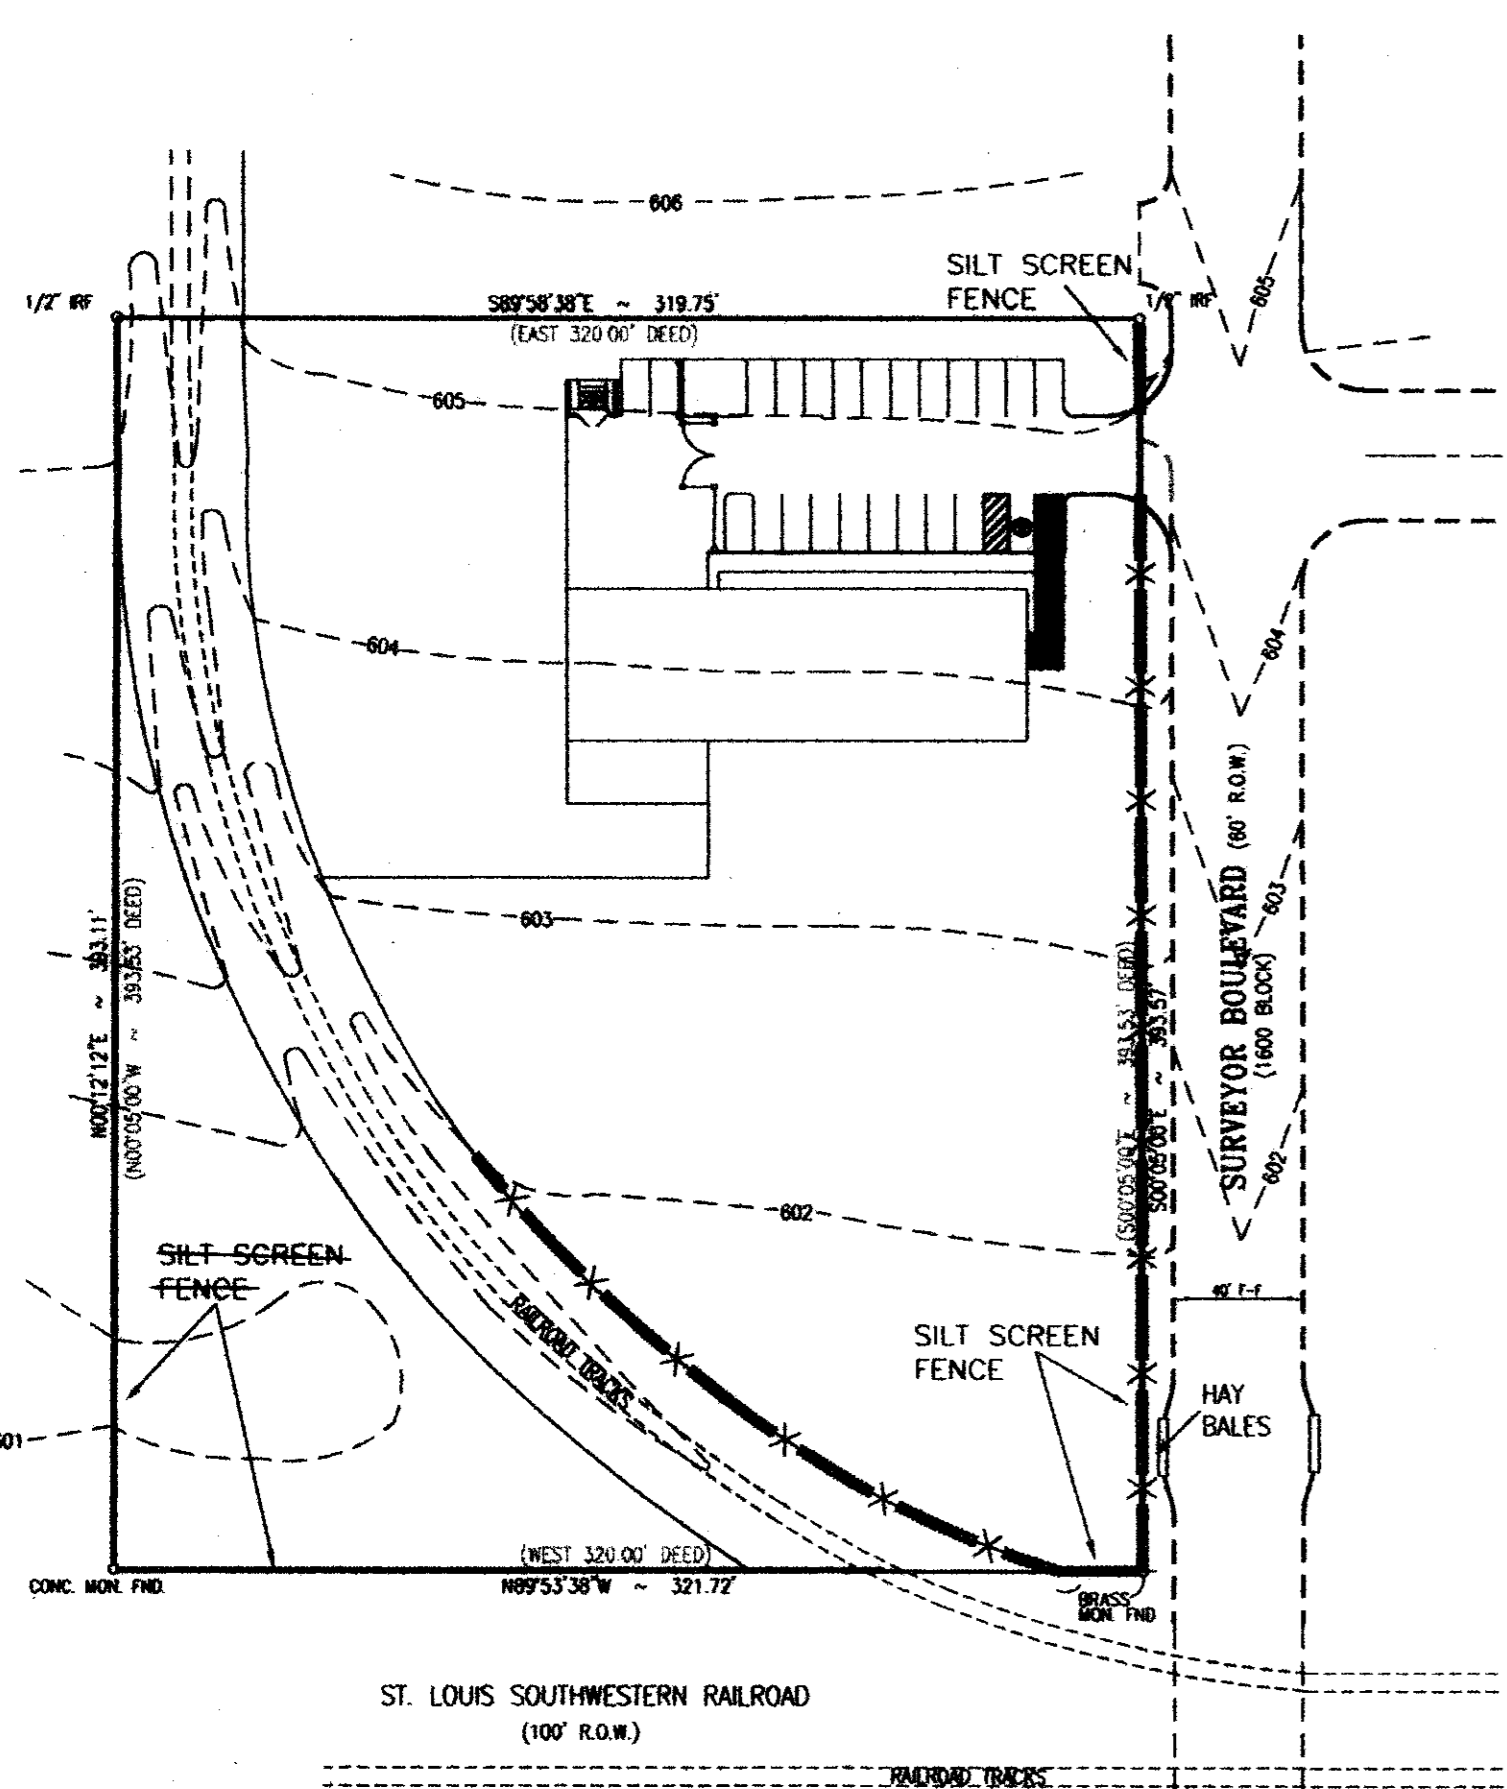 606
SILT SCREEN
FENCE
605
1/2" IRF
S89°58'38"E ~ 319.75'
1/2" IRF
(EAST 320.00' DEED)
605
604
604
SURVEYOR BOULEVARD (60' R.O.W.)
(1600 BLOCK)
603
603
N00°12'12"E ~ 393.11'
(N00°05'00"W ~ 393.53' DEED)
(S00°05'00"E ~ 393.53' DEED)
S00°05'00"E ~ 393.57'
602
602
SILT SCREEN
FENCE
40' F-F
RAILROAD TRACKS
SILT SCREEN
FENCE
HAY
BALES
601
(WEST 320.00' DEED)
CONC. MON. FND.
N89°53'38"W ~ 321.72'
BRASS
MON. FND
ST. LOUIS SOUTHWESTERN RAILROAD
(100' R.O.W.)
RAILROAD TRACKS